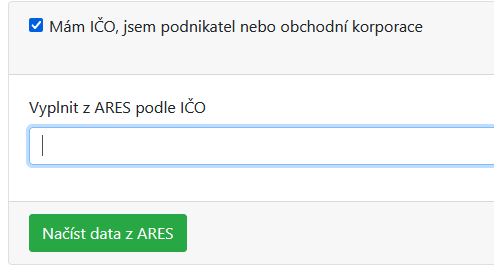 Mám IČO, jsem podnikatel nebo obchodní korporace
Vyplnit z ARES podle IČO
Načíst data z ARES